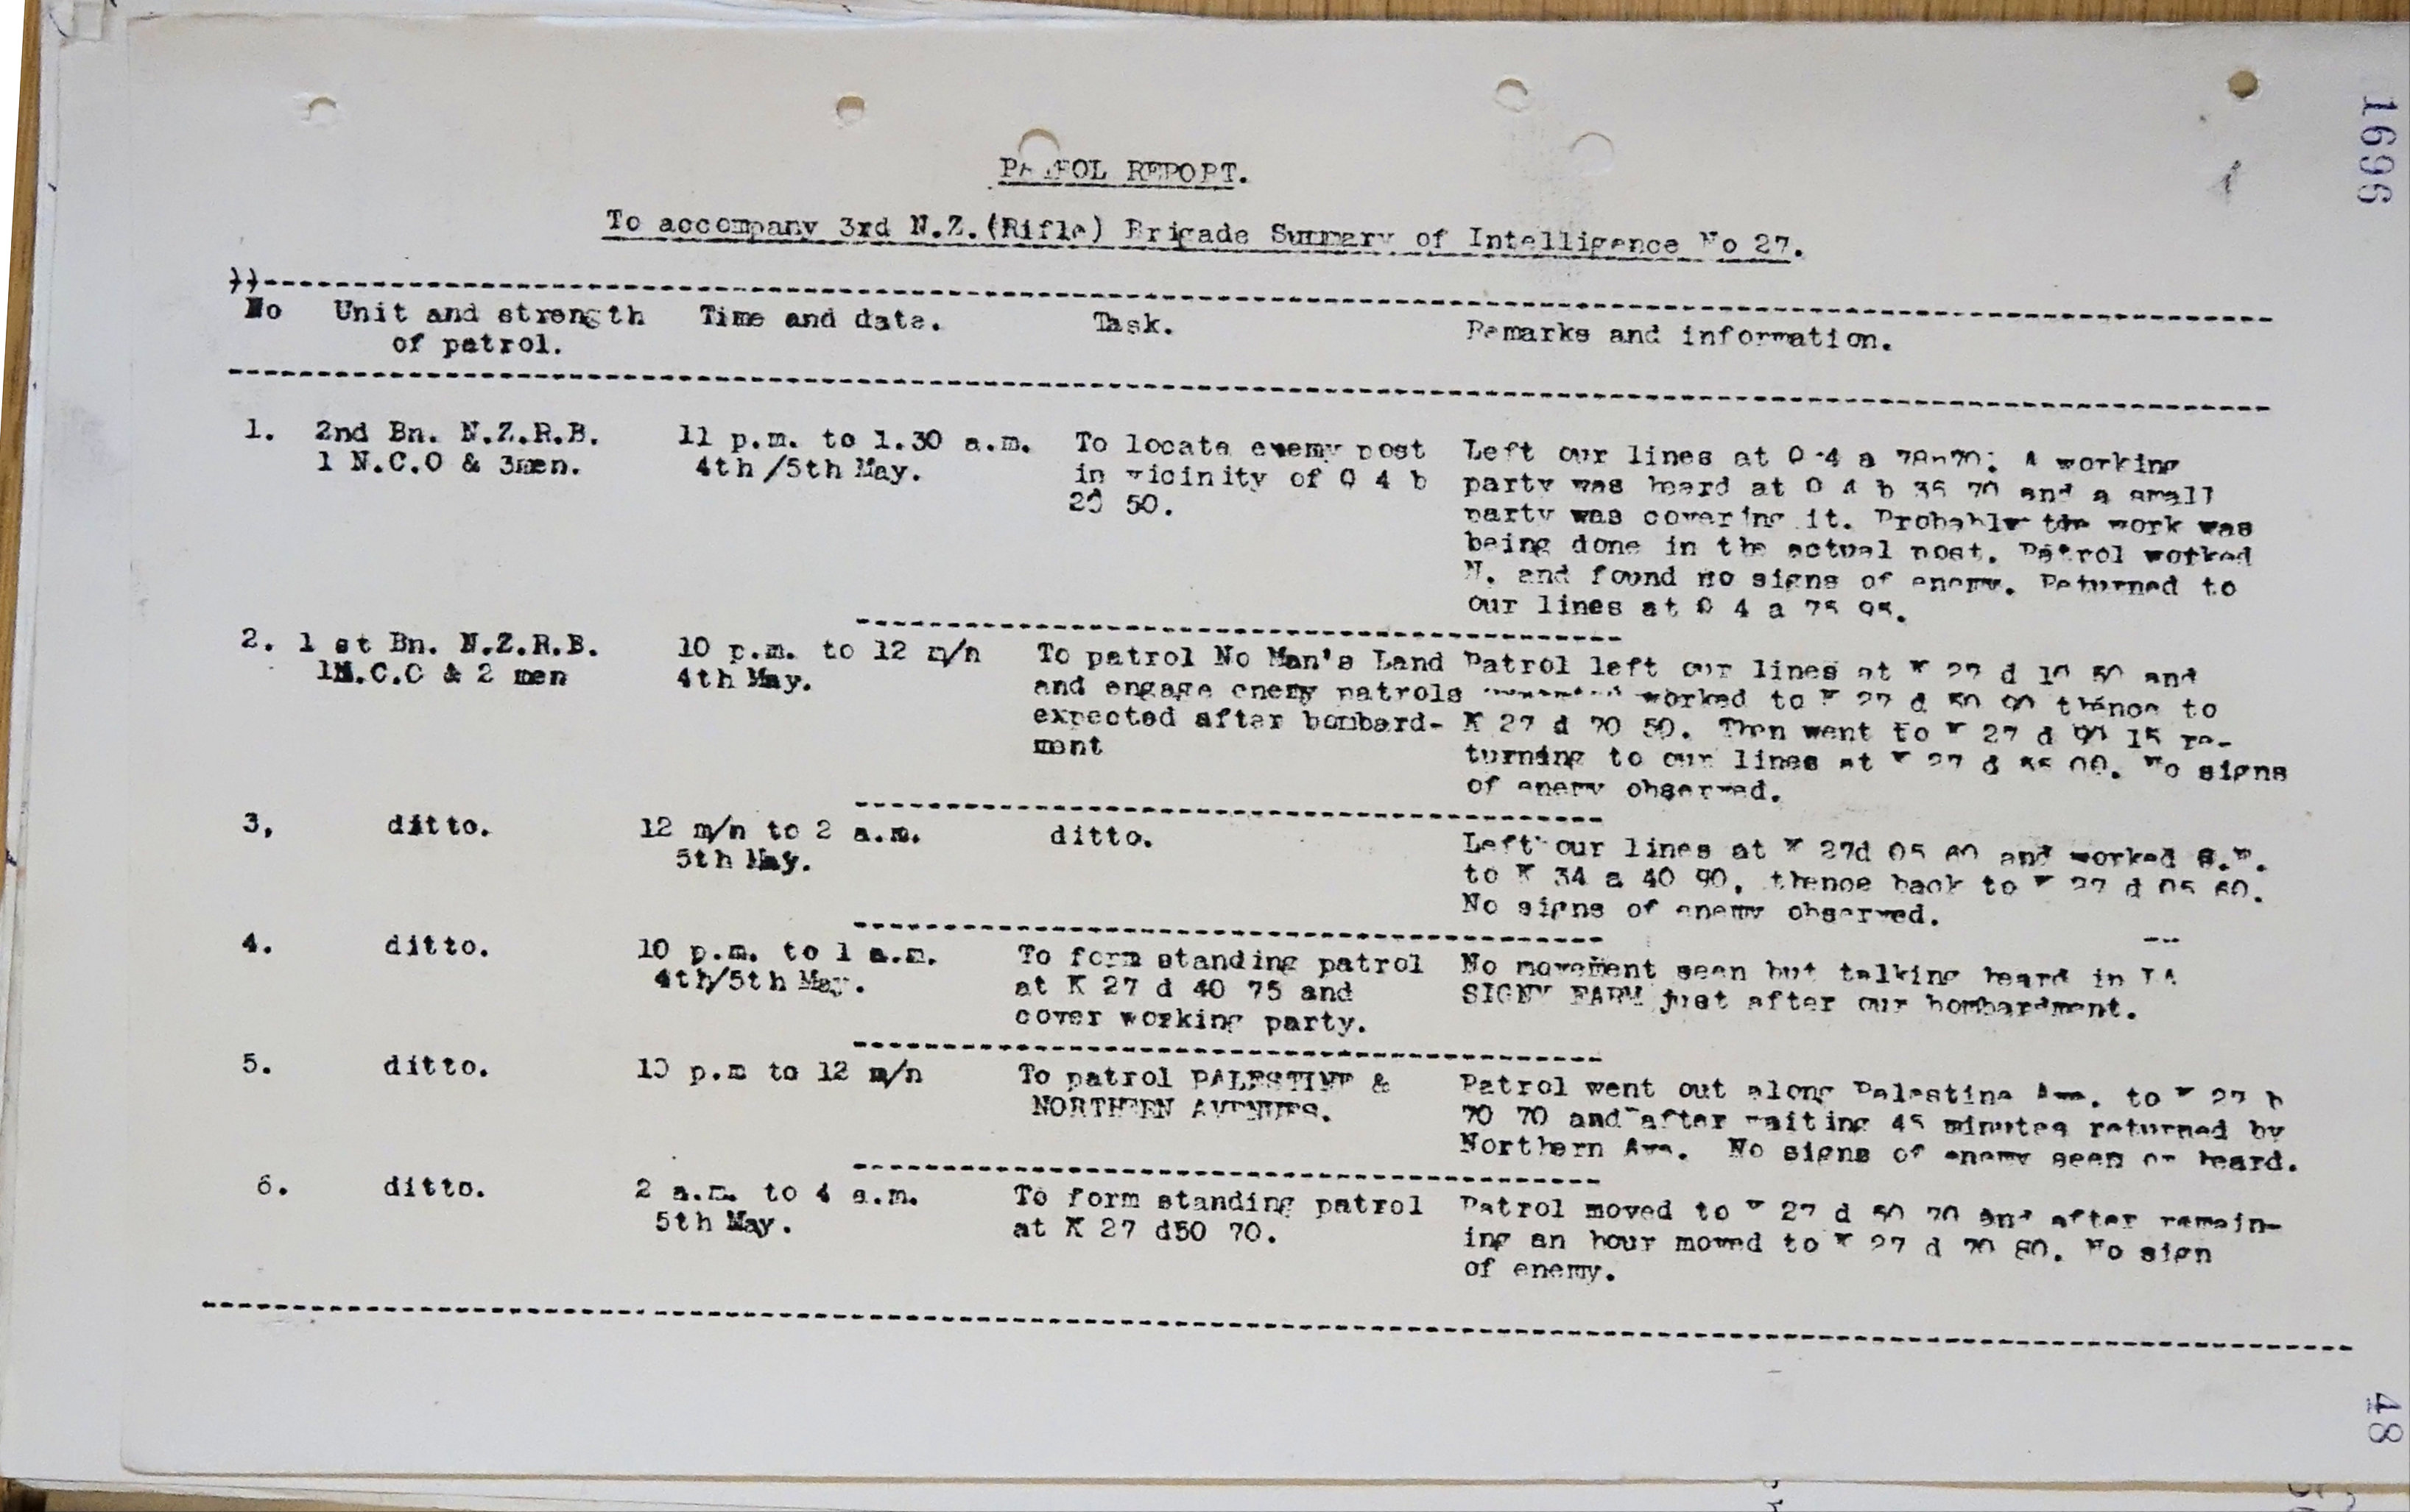 1696
PATROL REPORT.
To accompany 3rd N.Z.(Rifle) Brigade Summary of Intelligence No 27.
No Unit and strength Time and date. Task. Remarks and information.
of patrol.
1. 2nd Bn. N.Z.R.B. 11 p.m. to 1.30 a.m. To locate enemy post Left our lines at Q 4 a A working
1 N.C.O & 3men. 4th/5th May. in vicinity of Q 4 b party was heard at Q 4 b 35 70 and a small
50. party was covering it. Probably the work was
being done in the actual post. Patrol worked
N. and found no signs of enemy. Returned to
our lines at Q 4 a 75 95.
2. 1 st Bn. N.Z.R.B. 10 p.m. to 12 m/n To patrol No Man's Land Patrol left our lines at K 27 d 10 50 and
1N.C.O & 2 men 4th May. and engage enemy patrols worked to K 27 d 50 90 thence to
expected after bombard- K 27 d 70 50. Then went to K 27 d 15 re-
ment turning to our lines at K 27 d No signs
of enemy observed.
3, ditto. 12 m/n to 2 a.m. ditto. Left our lines at K 27d 05 60 and worked
5th May. to K 34 a 40 90, thence back to K 27 d 05 60.
No signs of enemy observed.
4. ditto. 10 p.m. to 1 a.m. To form standing patrol No movement seen but talking heard in LA
4th/5th May. at K 27 d 40 75 and SIGNY FARM just after our bombardment.
cover working party.
5. ditto. 10 p.m to 12 m/n To patrol PALESTINE & Patrol went out along Palestine Ave. to K 27 b
NORTHERN AVENUES. 70 70 and after waiting 45 minutes returned by
Northern Ave. No signs of enemy seen or heard.
6. ditto. 2 a.m. to 4 a.m. To form standing patrol Patrol moved to K 27 d 50 70 and after remain-
5th May. at K 27 d50 70. ing an hour moved to K 27 d 70 80. No sign
of enemy.
48